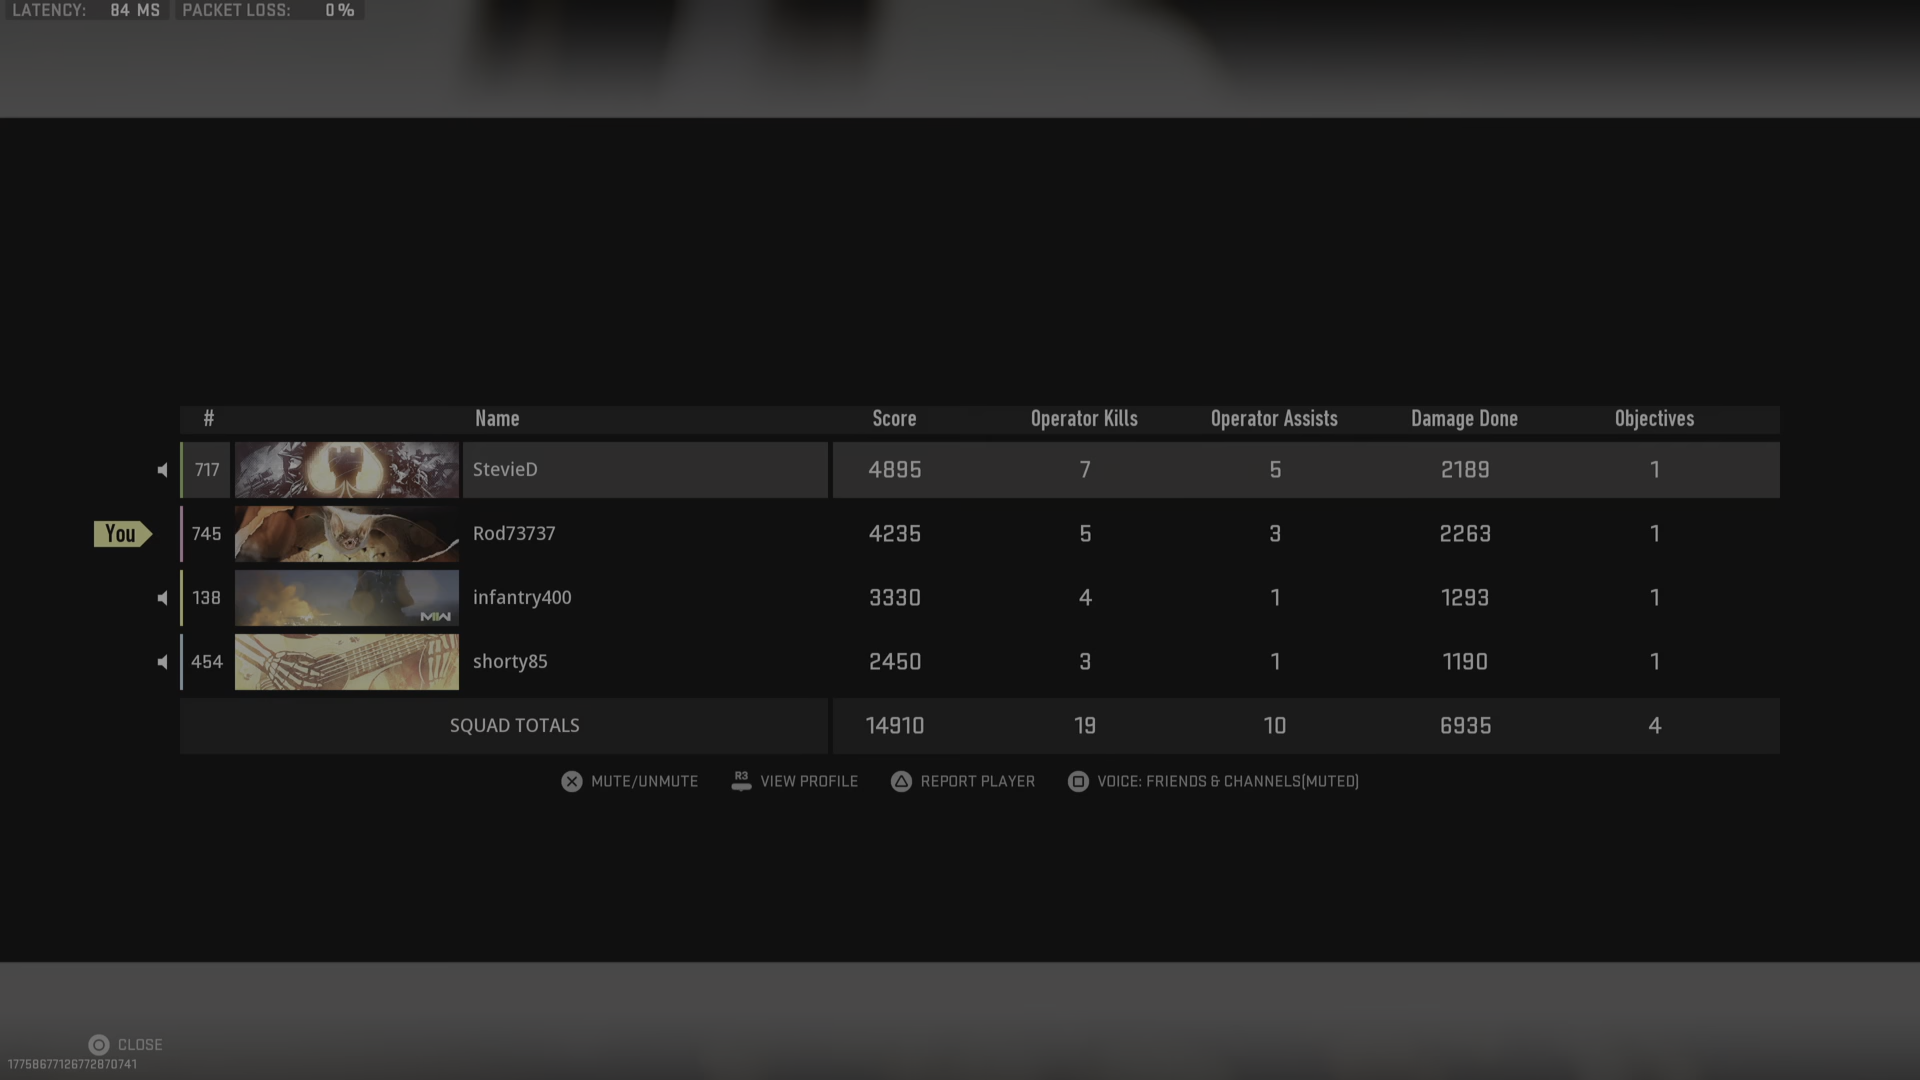 LATENCY: 84 MS PACKET LOSS: 0%
# Name Score Operator Kills Operator Assists Damage Done Objectives
717 StevieD 4895 7 5 2189 1
You 745 Rod73737 4235 5 3 2263 1
138 MW infantry400 3330 4 1 1293 1
454 shorty85 2450 3 1 1190 1
SQUAD TOTALS 14910 19 10 6935 4
MUTE/UNMUTE R3 VIEW PROFILE REPORT PLAYER VOICE: FRIENDS & CHANNELS(MUTED)
CLOSE
17758677126772870741